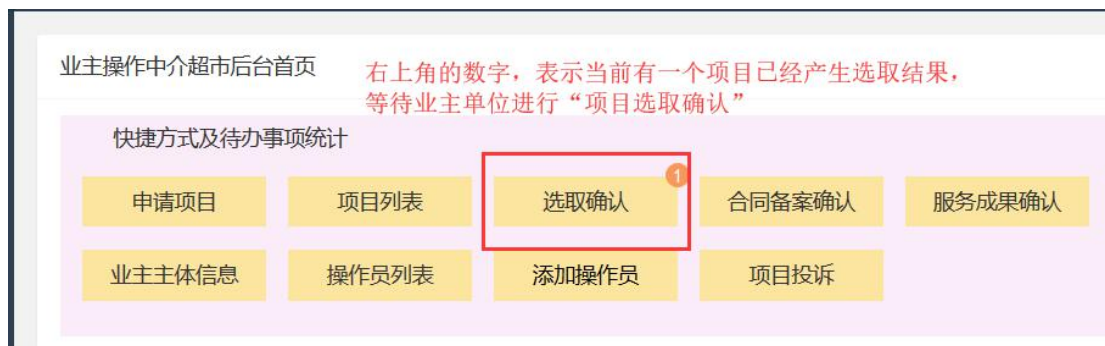 业主操作中介超市后台首页
右上角的数字，表示当前有一个项目已经产生选取结果，
等待业主单位进行“项目选取确认”
快捷方式及待办事项统计
申请项目 项目列表 选取确认 1 合同备案确认 服务成果确认
业主主体信息 操作员列表 添加操作员 项目投诉